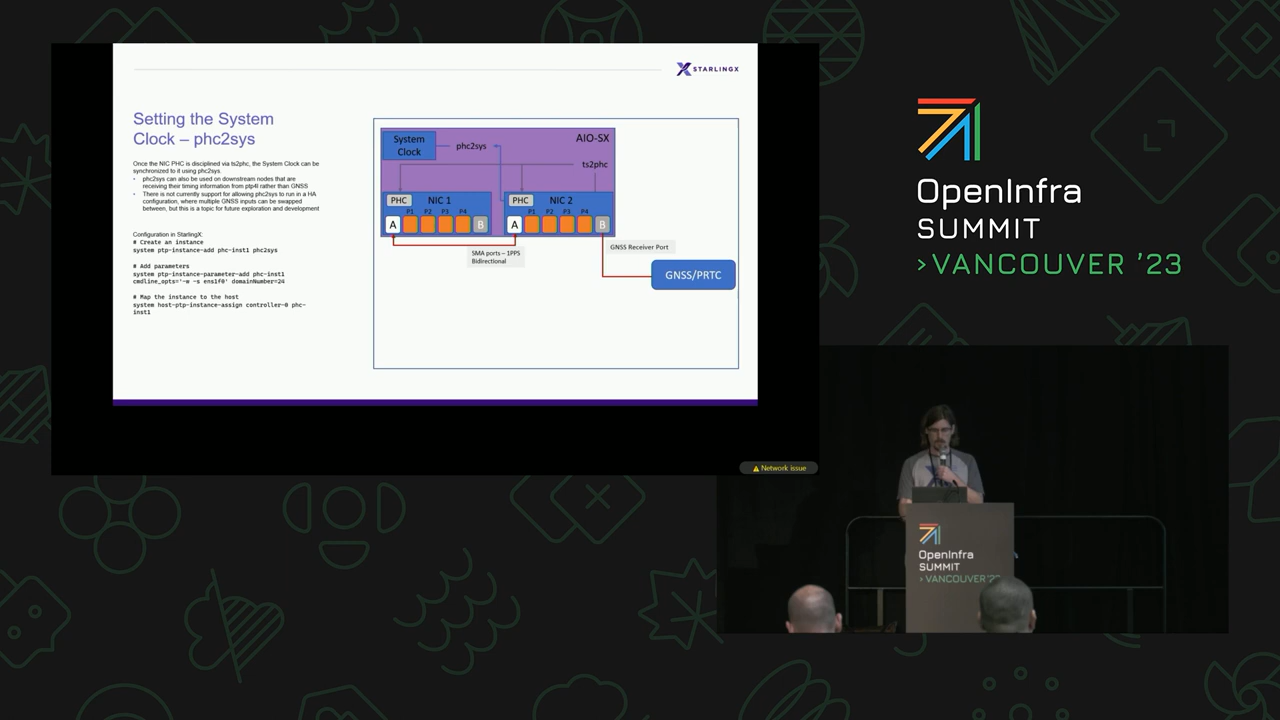 STARLINGX
Setting the System
Clock – phc2sys
Once the NIC PHC is disciplined via ts2phc, the System Clock can be
synchronized to it using phc2sys.
• phc2sys can also be used on downstream nodes that are
receiving their timing information from ptp4l rather than GNSS
• There is not currently support for allowing phc2sys to run in a HA
configuration, where multiple GNSS inputs can be swapped
between, but this is a topic for future exploration and development
Configuration in StarlingX:
# Create an instance
system ptp-instance-add phc-inst1 phc2sys
# Add parameters
system ptp-instance-parameter-add phc-inst1
cmdline_opts='-w -s ens1f0' domainNumber=24
# Map the instance to the host
system host-ptp-instance-assign controller-0 phc-
inst1
System
Clock
phc2sys
AIO-SX
ts2phc
PHC
NIC 1
P1 P2 P3 P4
A
B
PHC
NIC 2
P1 P2 P3 P4
A
B
SMA ports – 1PPS
Bidirectional
GNSS Receiver Port
GNSS/PRTC
Network issue
OpenInfra
SUMMIT
>VANCOUVER '23
OpenInfra
SUMMIT
>VANCOUVER '23